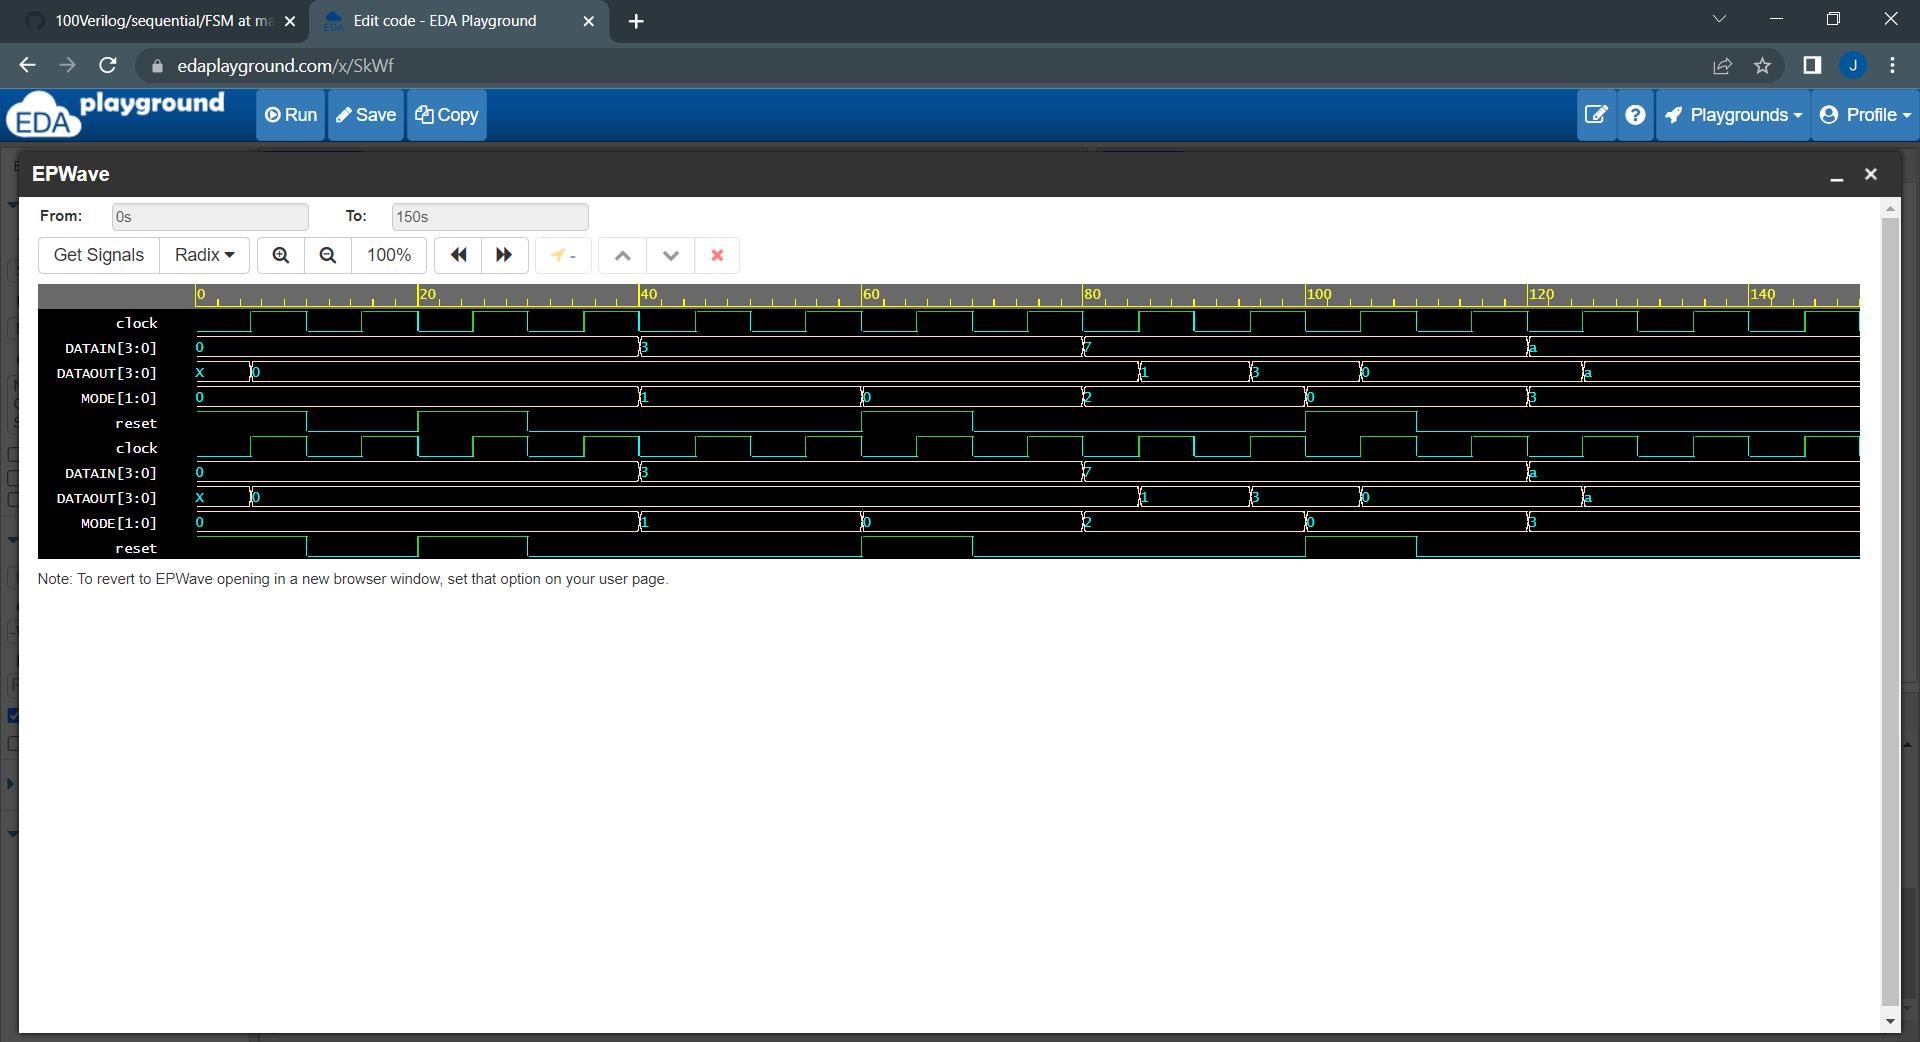 100Verilog/sequential/FSM at ma
Edit code - EDA Playground
edaplayground.com/x/SkWf
J
EDA playground
Run
Save
Copy
Playgrounds
Profile
EPWave
From:
0s
To:
150s
Get Signals
Radix
100%
-
0 20 40 60 80 100 120 140
clock
DATAIN[3:0] 0 3 7 a
DATAOUT[3:0] X 0 1 3 0 a
MODE[1:0] 0 1 0 2 0 3
reset
clock
DATAIN[3:0] 0 3 7 a
DATAOUT[3:0] X 0 1 3 0 a
MODE[1:0] 0 1 0 2 0 3
reset
Note: To revert to EPWave opening in a new browser window, set that option on your user page.